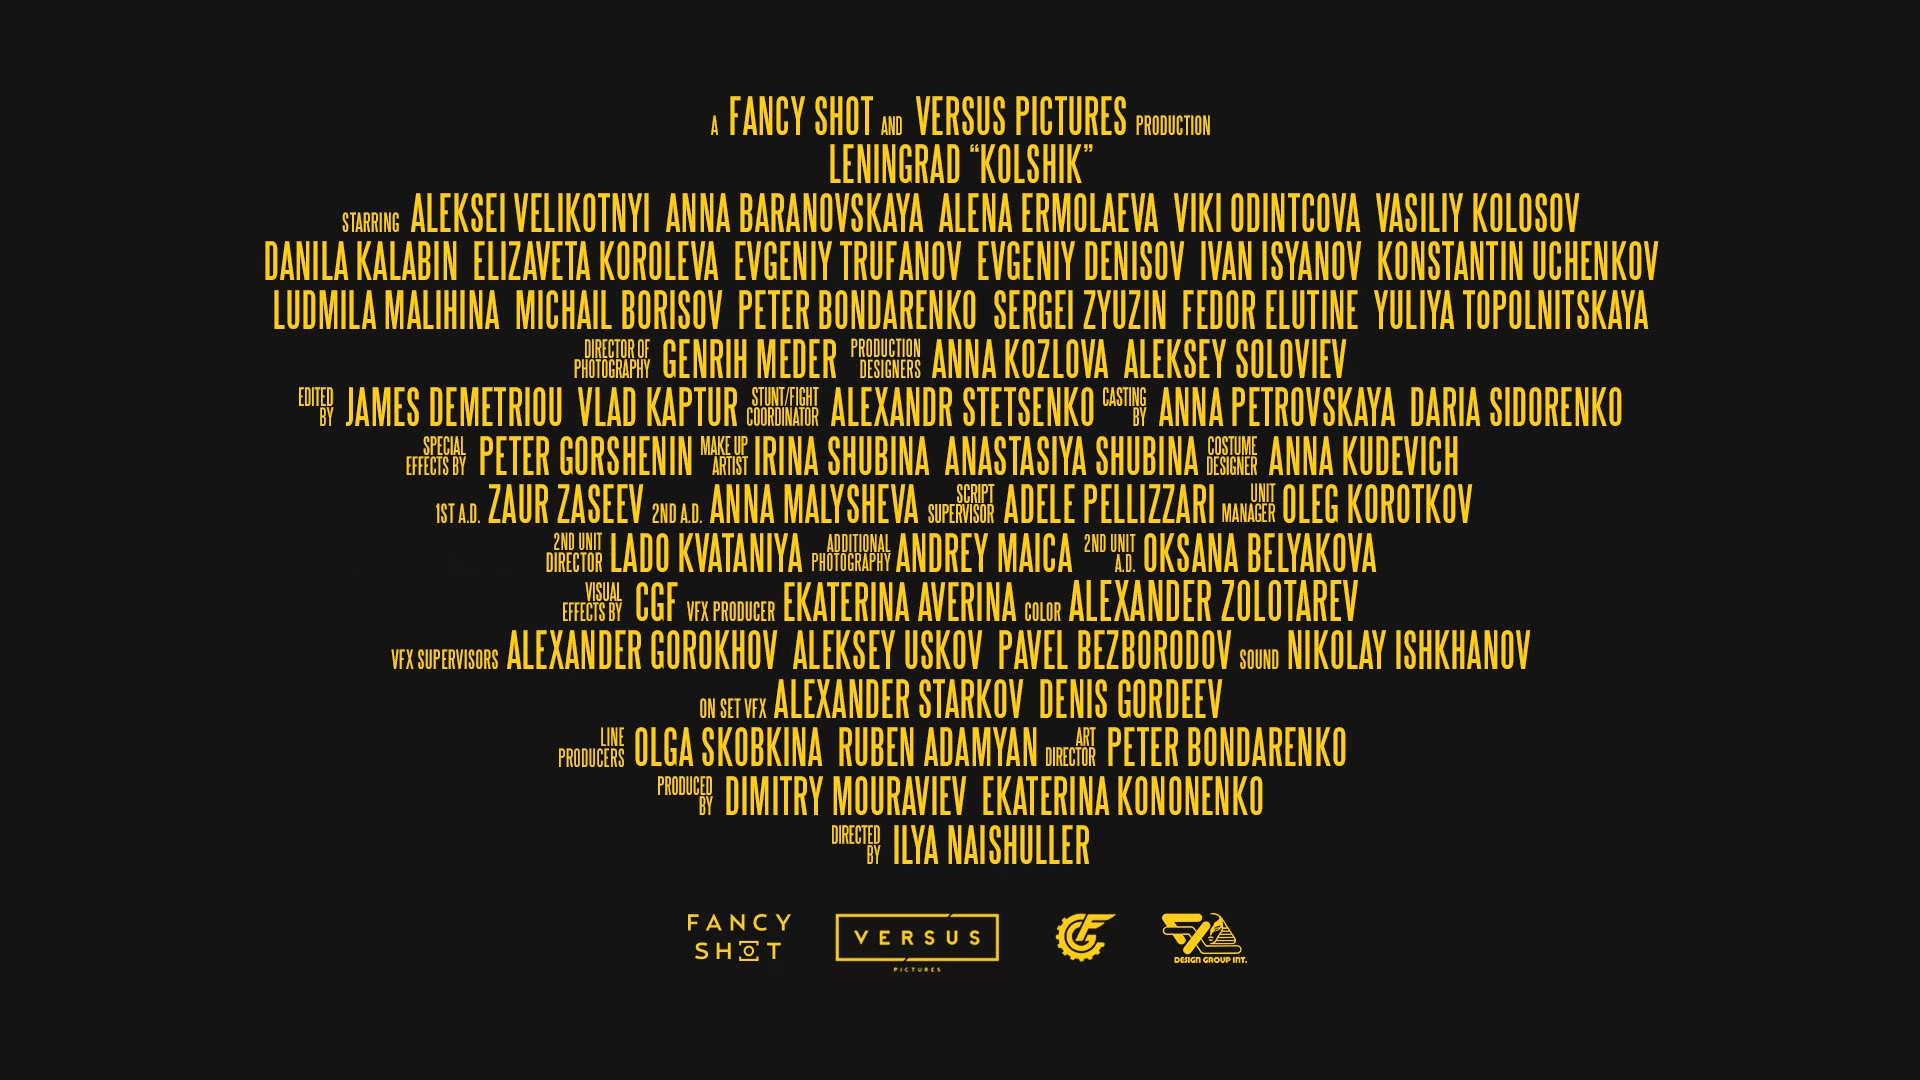 A FANCY SHOT AND VERSUS PICTURES PRODUCTION
LENINGRAD “KOLSHIK”
STARRING ALEKSEI VELIKOTNYI ANNA BARANOVSKAYA ALENA ERMOLAEVA VIKI ODINTCOVA VASILIY KOLOSOV
DANILA KALABIN ELIZAVETA KOROLEVA EVGENIY TRUFANOV EVGENIY DENISOV IVAN ISYANOV KONSTANTIN UCHENKOV
LUDMILA MALIHINA MICHAIL BORISOV PETER BONDARENKO SERGEI ZYUZIN FEDOR ELUTINE YULIYA TOPOLNITSKAYA
DIRECTOR OF PHOTOGRAPHY GENRIH MEDER PRODUCTION DESIGNERS ANNA KOZLOVA ALEKSEY SOLOVIEV
EDITED BY JAMES DEMETRIOU VLAD KAPTUR STUNT/FIGHT COORDINATOR ALEXANDR STETSENKO CASTING BY ANNA PETROVSKAYA DARIA SIDORENKO
SPECIAL EFFECTS BY PETER GORSHENIN MAKE UP ARTIST IRINA SHUBINA ANASTASIYA SHUBINA COSTUME DESIGNER ANNA KUDEVICH
1ST A.D. ZAUR ZASEEV 2ND A.D. ANNA MALYSHEVA SCRIPT SUPERVISOR ADELE PELLIZZARI UNIT MANAGER OLEG KOROTKOV
2ND UNIT DIRECTOR LADO KVATANIYA ADDITIONAL PHOTOGRAPHY ANDREY MAICA 2ND UNIT A.D. OKSANA BELYAKOVA
VISUAL EFFECTS BY CGF VFX PRODUCER EKATERINA AVERINA COLOR ALEXANDER ZOLOTAREV
VFX SUPERVISORS ALEXANDER GOROKHOV ALEKSEY USKOV PAVEL BEZBORODOV SOUND NIKOLAY ISHKHANOV
ON SET VFX ALEXANDER STARKOV DENIS GORDEEV
LINE PRODUCERS OLGA SKOBKINA RUBEN ADAMYAN ART DIRECTOR PETER BONDARENKO
PRODUCED BY DIMITRY MOURAVIEV EKATERINA KONONENKO
DIRECTED BY ILYA NAISHULLER
FANCY
SHOT
VERSUS
PICTURES
CGF
DESIGN GROUP INT.